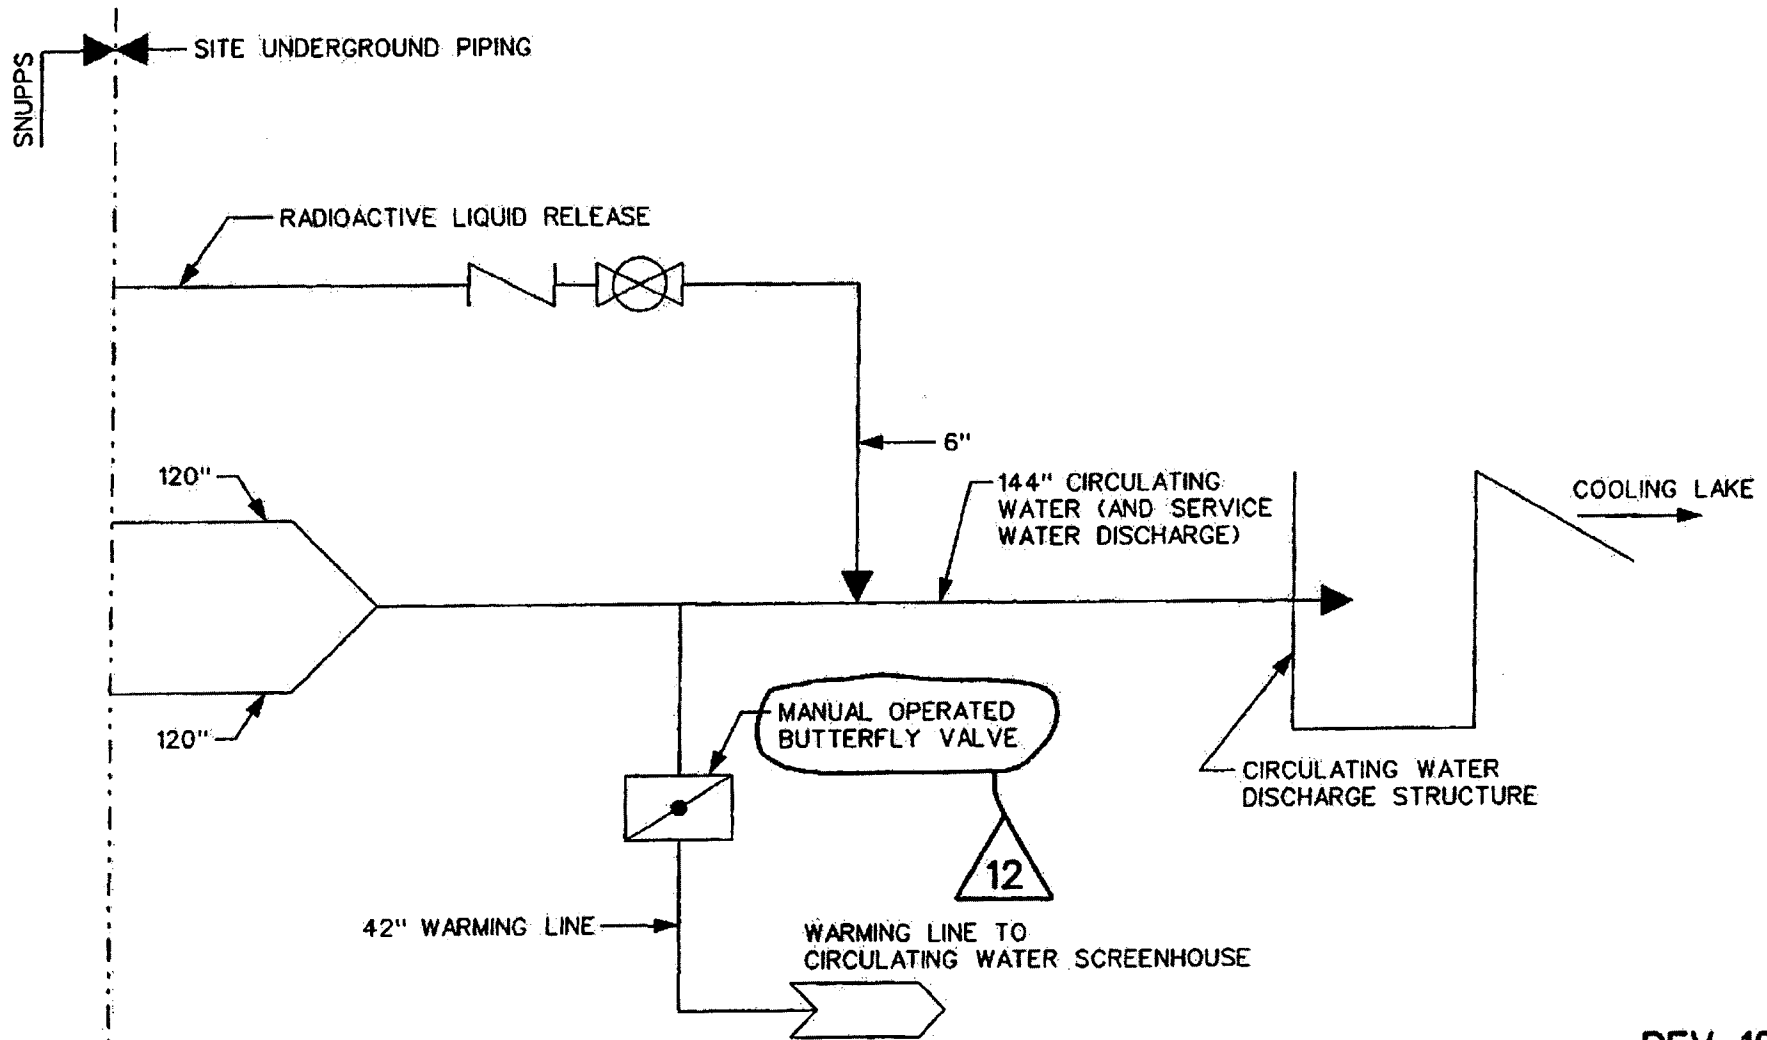 SNUPPS
SITE UNDERGROUND PIPING
RADIOACTIVE LIQUID RELEASE
6"
120"
144" CIRCULATING
WATER (AND SERVICE
WATER DISCHARGE)
COOLING LAKE
120"
MANUAL OPERATED
BUTTERFLY VALVE
CIRCULATING WATER
DISCHARGE STRUCTURE
12
42" WARMING LINE
WARMING LINE TO
CIRCULATING WATER SCREENHOUSE